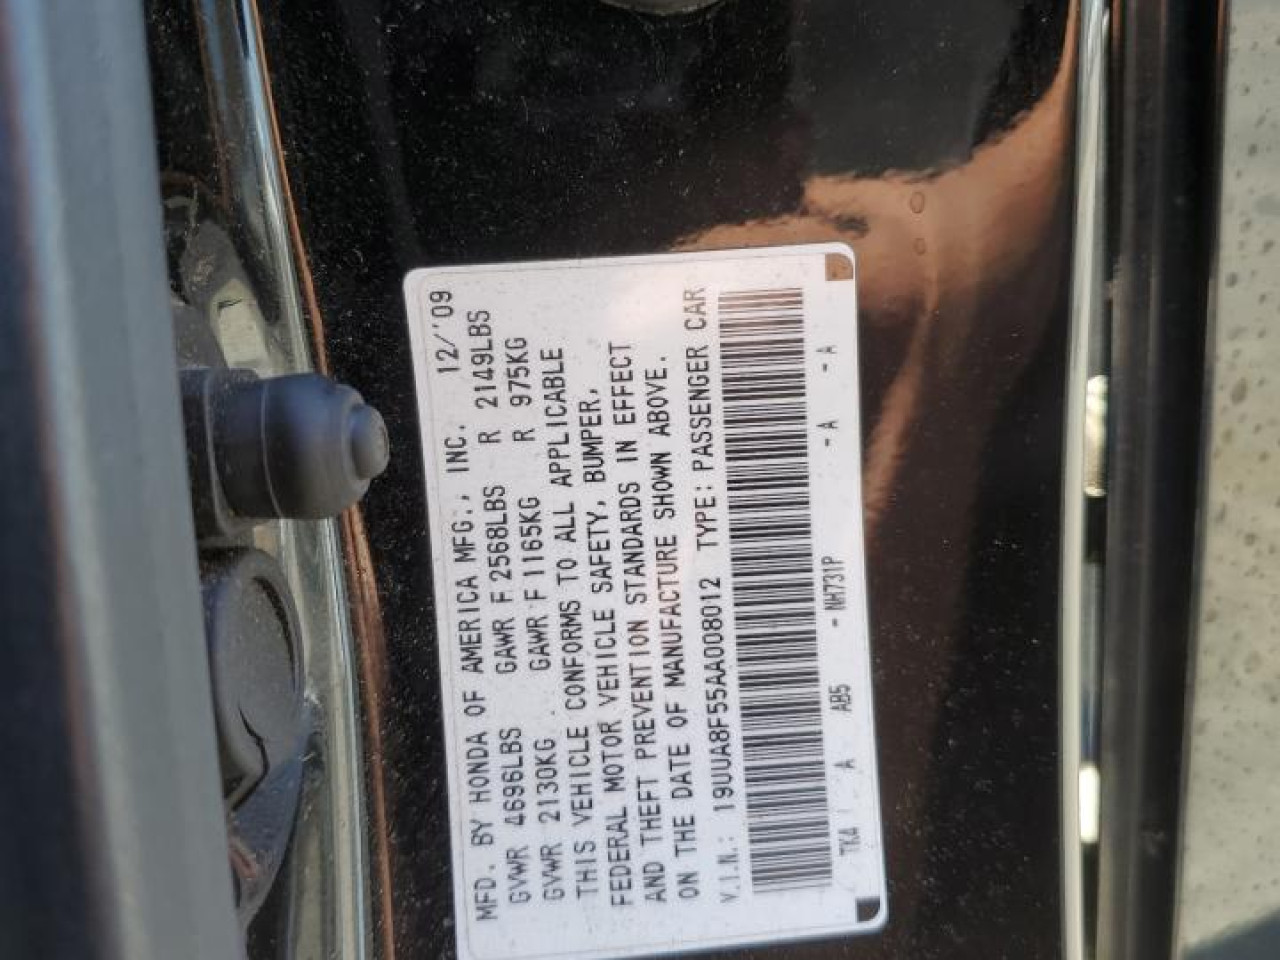 MFD. BY HONDA OF AMERICA MFG., INC. 12/'09
GVWR 4696LBS GAWR F 2568LBS R 2149LBS
GVWR 2130KG GAWR F 1165KG R 975KG
THIS VEHICLE CONFORMS TO ALL APPLICABLE
FEDERAL MOTOR VEHICLE SAFETY, BUMPER,
AND THEFT PREVENTION STANDARDS IN EFFECT
ON THE DATE OF MANUFACTURE SHOWN ABOVE.
V.I.N.: 19UUA8F55AA008012 TYPE: PASSENGER CAR
TK4 A AB5 - NH731P - A - A